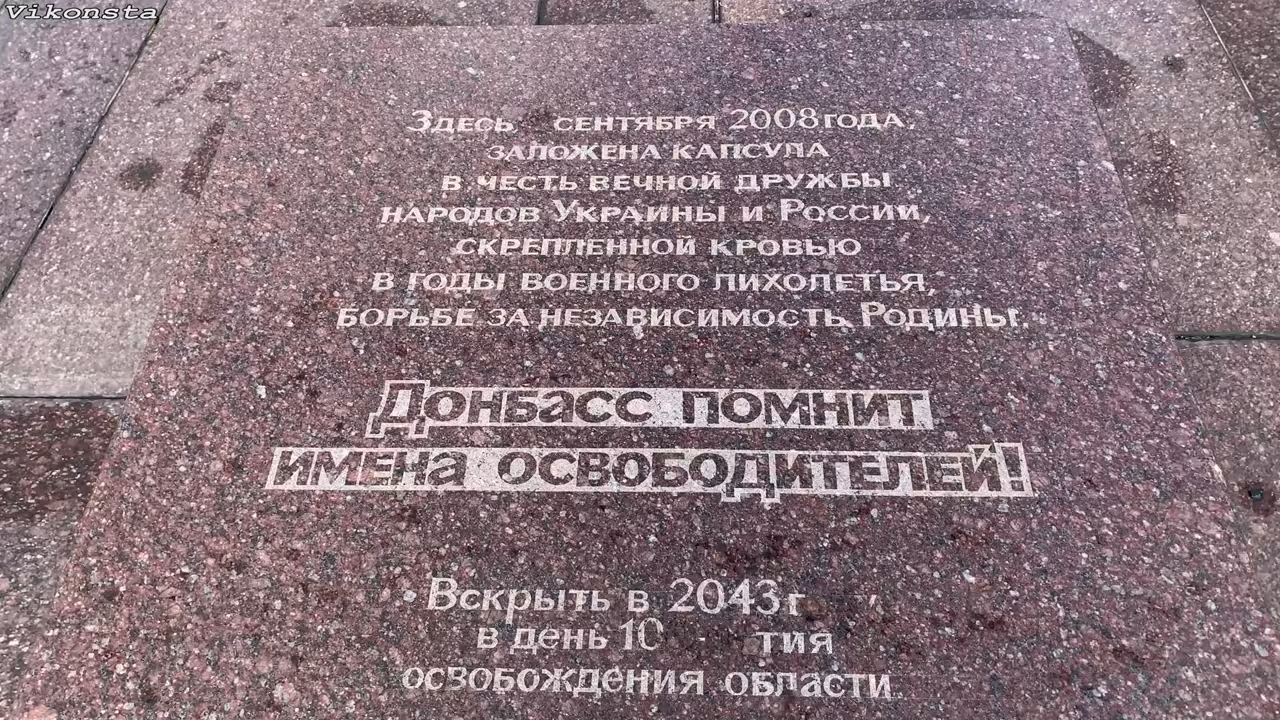 Vikonsta
Здесь сентября 2008 года,
заложена капсула
в честь вечной дружбы
народов Украины и России,
скрепленной кровью
в годы военного лихолетья,
борьбе за независимость Родины.
Донбасс помнит
имена освободителей!
Вскрыть в 2043г
в день 10 тия
освобождения области